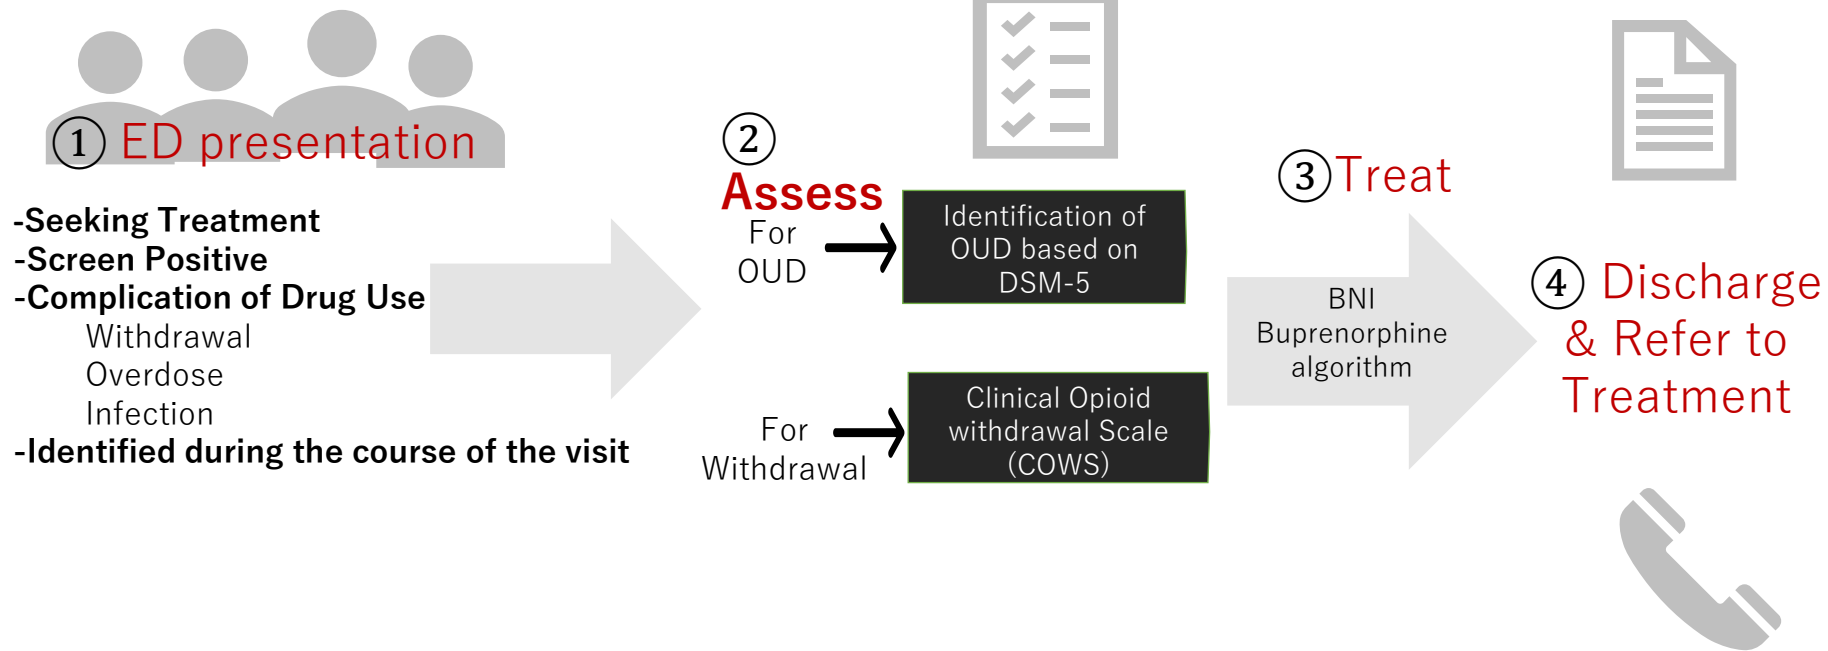 ① ED presentation
-Seeking Treatment
-Screen Positive
-Complication of Drug Use
Withdrawal
Overdose
Infection
-Identified during the course of the visit
②
Assess
For
OUD
Identification of
OUD based on
DSM-5
For
Withdrawal
Clinical Opioid
withdrawal Scale
(COWS)
③Treat
BNI
Buprenorphine
algorithm
④ Discharge
& Refer to
Treatment